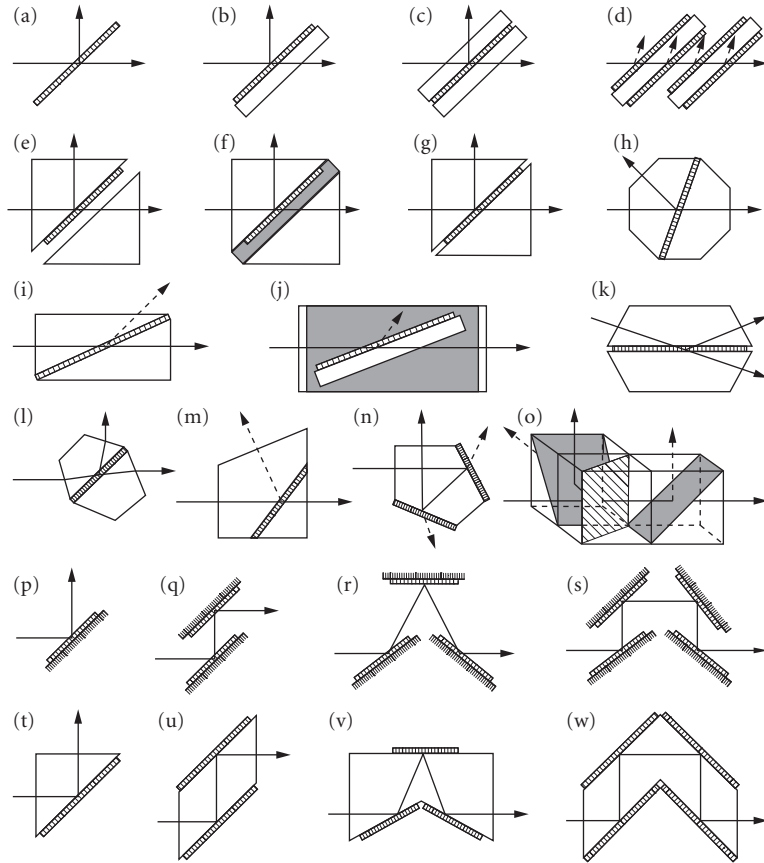 (a) (b) (c) (d)
(e) (f) (g) (h)
(i) (j) (k)
(l) (m) (n) (o)
(p) (q) (r) (s)
(t) (u) (v) (w)